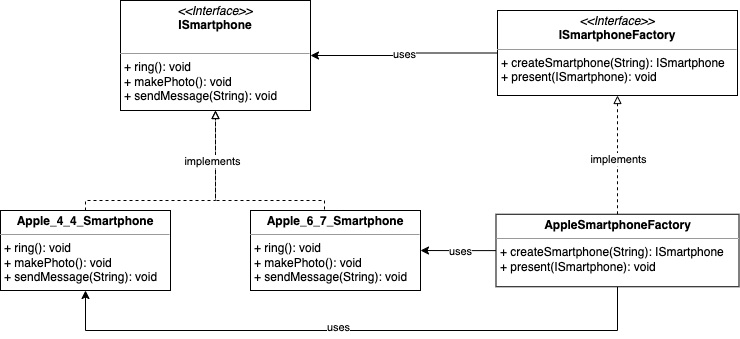 <<Interface>>
ISmartphone
+ ring(): void
+ makePhoto(): void
+ sendMessage(String): void
uses
<<Interface>>
ISmartphoneFactory
+ createSmartphone(String): ISmartphone
+ present(ISmartphone): void
implements
implements
Apple_4_4_Smartphone
+ ring(): void
+ makePhoto(): void
+ sendMessage(String): void
Apple_6_7_Smartphone
+ ring(): void
+ makePhoto(): void
+ sendMessage(String): void
uses
AppleSmartphoneFactory
+ createSmartphone(String): ISmartphone
+ present(ISmartphone): void
uses